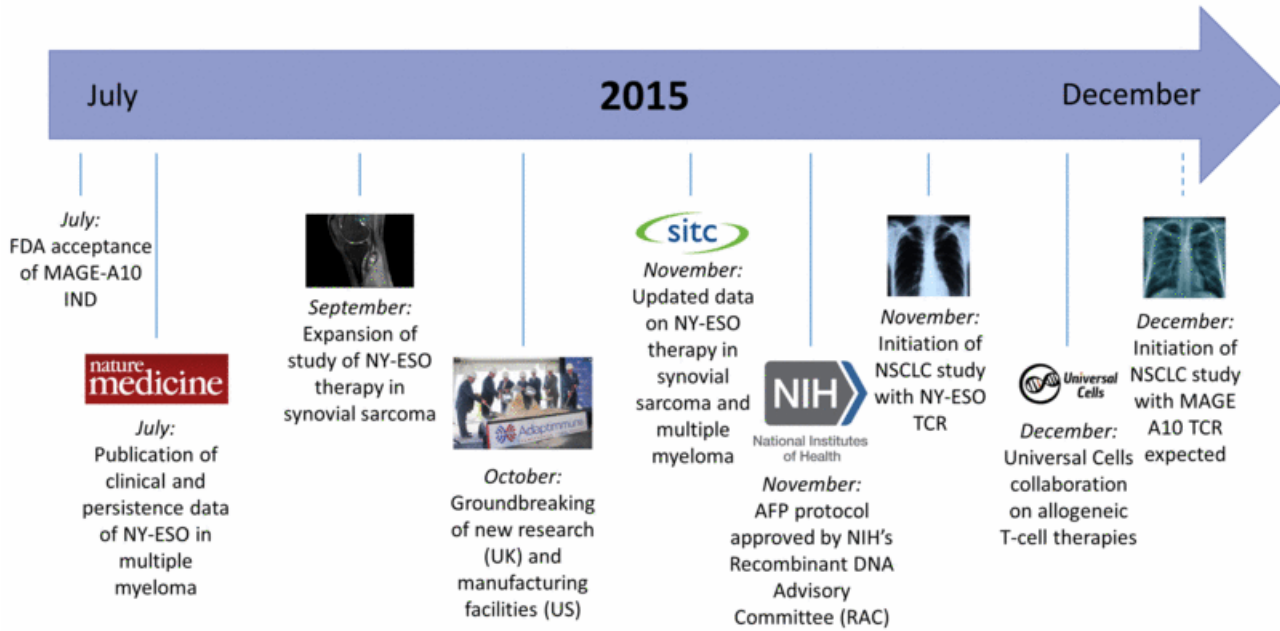 July
2015
December
July:
FDA acceptance
of MAGE-A10
IND
nature
medicine
July:
Publication of
clinical and
persistence data
of NY-ESO in
multiple
myeloma
September:
Expansion of
study of NY-ESO
therapy in
synovial sarcoma
Adaptimmune
October:
Groundbreaking
of new research
(UK) and
manufacturing
facilities (US)
sitc
November:
Updated data
on NY-ESO
therapy in
synovial
sarcoma and
multiple
myeloma
NIH
National Institutes
of Health
November:
AFP protocol
approved by NIH's
Recombinant DNA
Advisory
Committee (RAC)
November:
Initiation of
NSCLC study
with NY-ESO
TCR
Universal
Cells
December:
Universal Cells
collaboration
on allogeneic
T-cell therapies
December:
Initiation of
NSCLC study
with MAGE
A10 TCR
expected